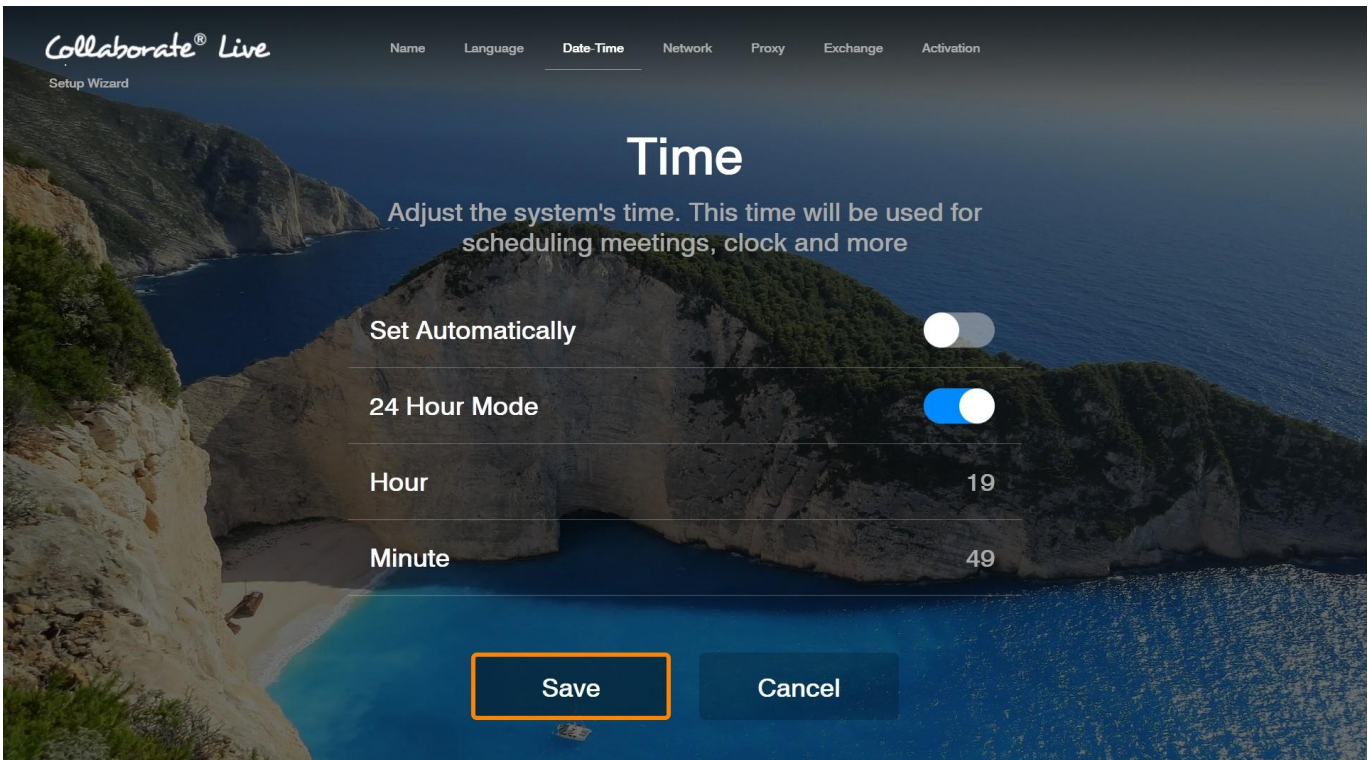 Collaborate® Live
Setup Wizard
Name Language Date-Time Network Proxy Exchange Activation
Time
Adjust the system's time. This time will be used for
scheduling meetings, clock and more
Set Automatically
24 Hour Mode
Hour 19
Minute 49
Save Cancel